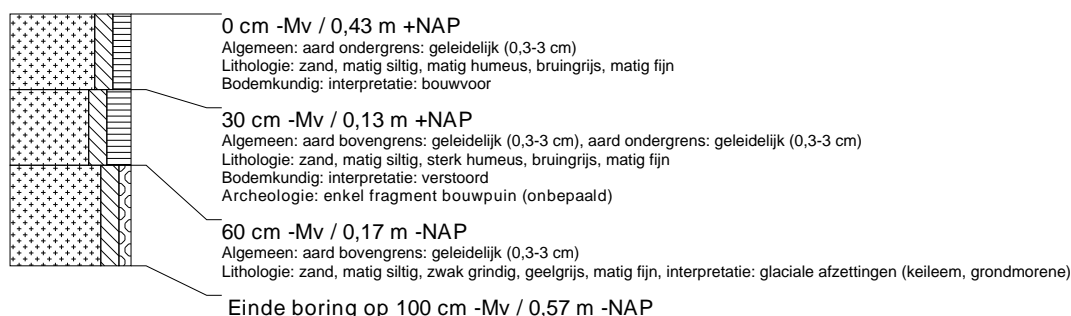 0 cm -Mv / 0,43 m +NAP
Algemeen: aard ondergrens: geleidelijk (0,3-3 cm)
Lithologie: zand, matig siltig, matig humeus, bruingrijs, matig fijn
Bodemkundig: interpretatie: bouwvoor
30 cm -Mv / 0,13 m +NAP
Algemeen: aard bovengrens: geleidelijk (0,3-3 cm), aard ondergrens: geleidelijk (0,3-3 cm)
Lithologie: zand, matig siltig, sterk humeus, bruingrijs, matig fijn
Bodemkundig: interpretatie: verstoord
Archeologie: enkel fragment bouwpuin (onbepaald)
60 cm -Mv / 0,17 m -NAP
Algemeen: aard bovengrens: geleidelijk (0,3-3 cm)
Lithologie: zand, matig siltig, zwak grindig, geelgrijs, matig fijn, interpretatie: glaciale afzettingen (keileem, grondmorene)
Einde boring op 100 cm -Mv / 0,57 m -NAP